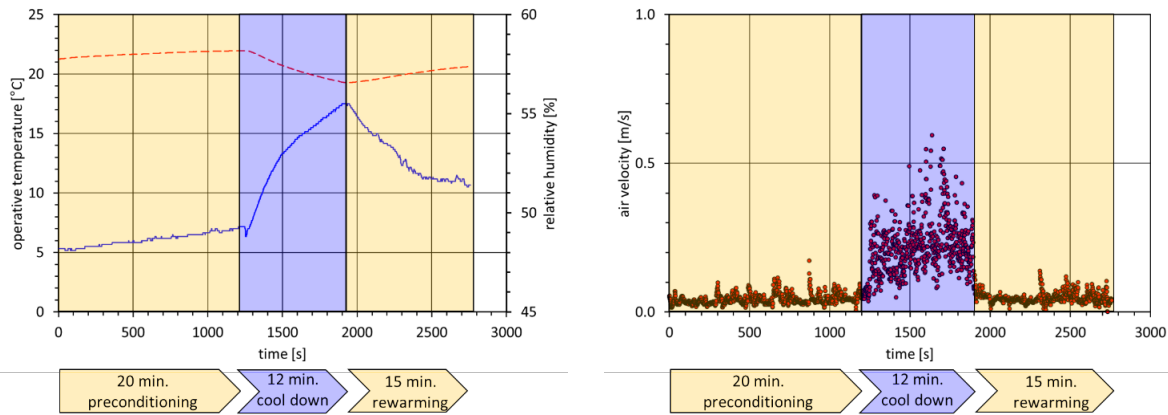 25
20
15
10
5
0
operative temperature [°C]
60
55
50
45
relative humidity [%]
0 500 1000 1500 2000 2500 3000
time [s]
20 min.
preconditioning
12 min.
cool down
15 min.
rewarming
1.0
0.5
0.0
air velocity [m/s]
0 500 1000 1500 2000 2500 3000
time [s]
20 min.
preconditioning
12 min.
cool down
15 min.
rewarming